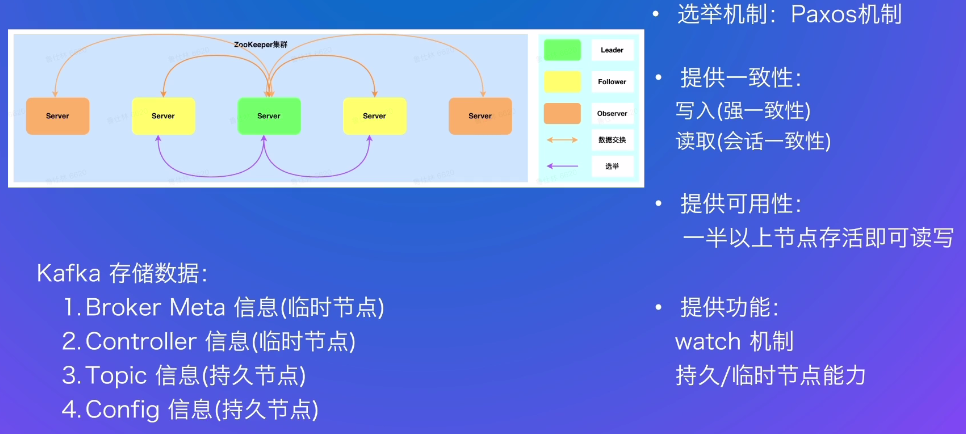 ZooKeeper集群
Server
Server
Server
Server
Server
Leader
Follower
Observer
数据交换
选举
• 选举机制：Paxos机制
• 提供一致性：
写入(强一致性)
读取(会话一致性)
• 提供可用性：
一半以上节点存活即可读写
• 提供功能：
watch 机制
持久/临时节点能力
Kafka 存储数据：
1. Broker Meta 信息(临时节点)
2. Controller 信息(临时节点)
3. Topic 信息(持久节点)
4. Config 信息(持久节点)